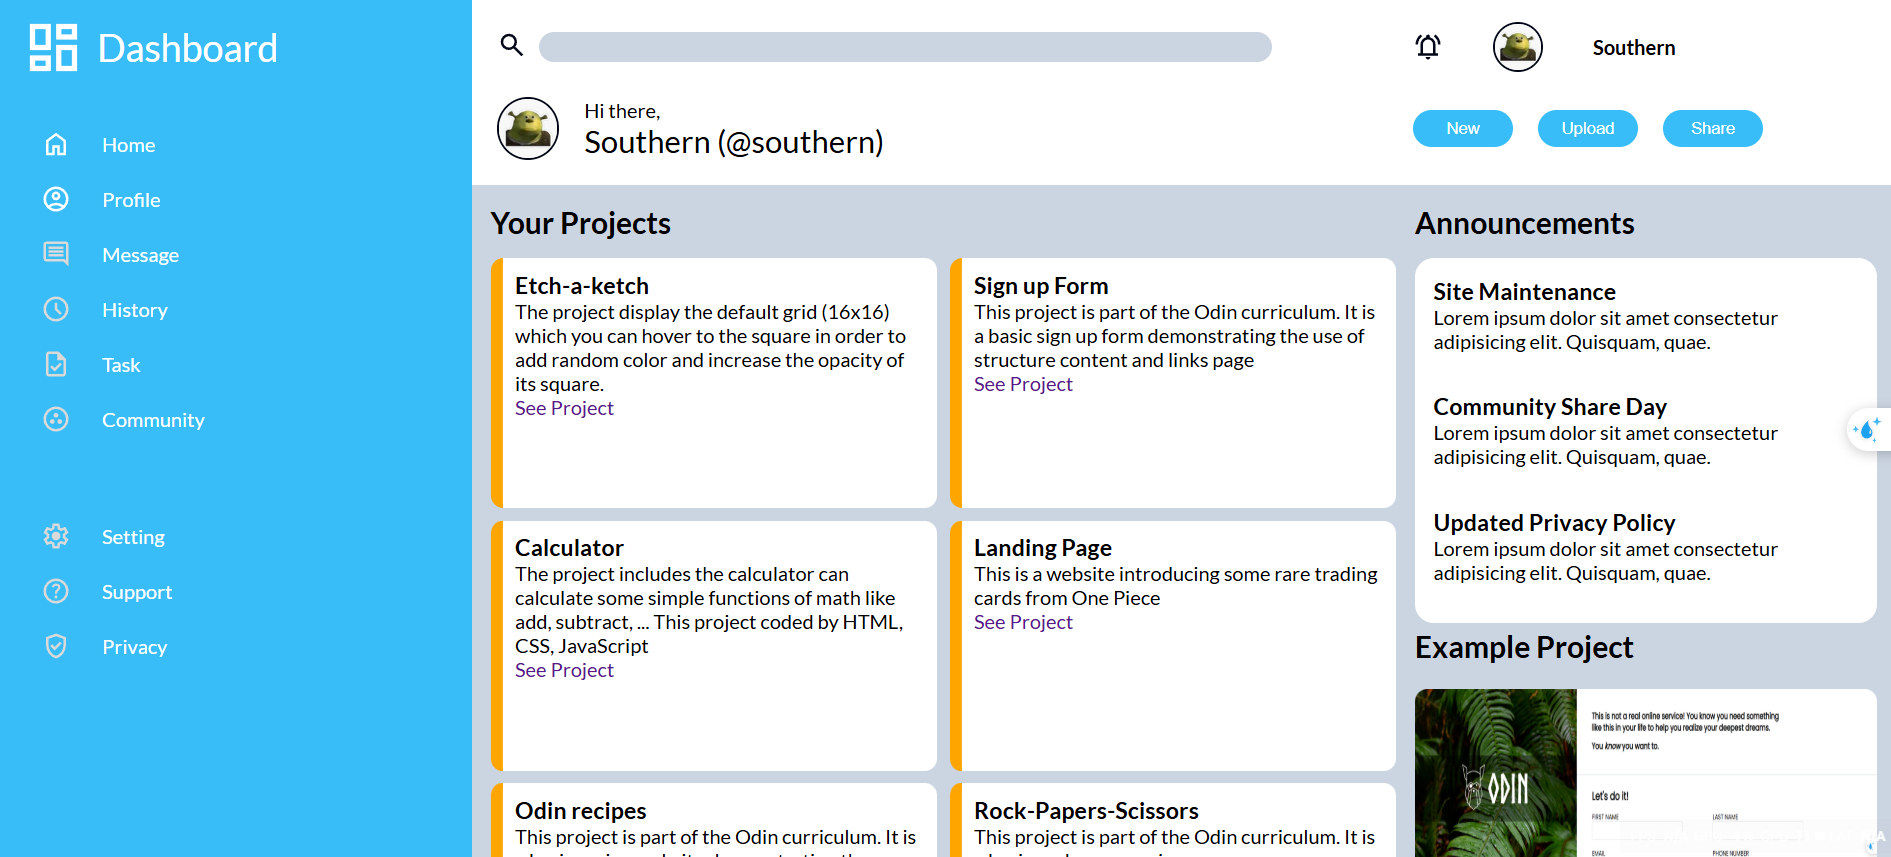 Dashboard
Home
Profile
Message
History
Task
Community
Setting
Support
Privacy
Southern
Hi there,
Southern (@southern)
New
Upload
Share
Your Projects
Etch-a-ketch
The project display the default grid (16x16)
which you can hover to the square in order to
add random color and increase the opacity of
its square.
See Project
Sign up Form
This project is part of the Odin curriculum. It is
a basic sign up form demonstrating the use of
structure content and links page
See Project
Calculator
The project includes the calculator can
calculate some simple functions of math like
add, subtract, ... This project coded by HTML,
CSS, JavaScript
See Project
Landing Page
This is a website introducing some rare trading
cards from One Piece
See Project
Odin recipes
This project is part of the Odin curriculum. It is
Rock-Papers-Scissors
This project is part of the Odin curriculum. It is
Announcements
Site Maintenance
Lorem ipsum dolor sit amet consectetur
adipisicing elit. Quisquam, quae.
Community Share Day
Lorem ipsum dolor sit amet consectetur
adipisicing elit. Quisquam, quae.
Updated Privacy Policy
Lorem ipsum dolor sit amet consectetur
adipisicing elit. Quisquam, quae.
Example Project
ODIN
This is not a real online service! You know you need something
like this in your life to help you realize your deepest dreams.
You know you want to.
Let's do it!
FIRST NAME
LAST NAME
EMAIL
PHONE NUMBER